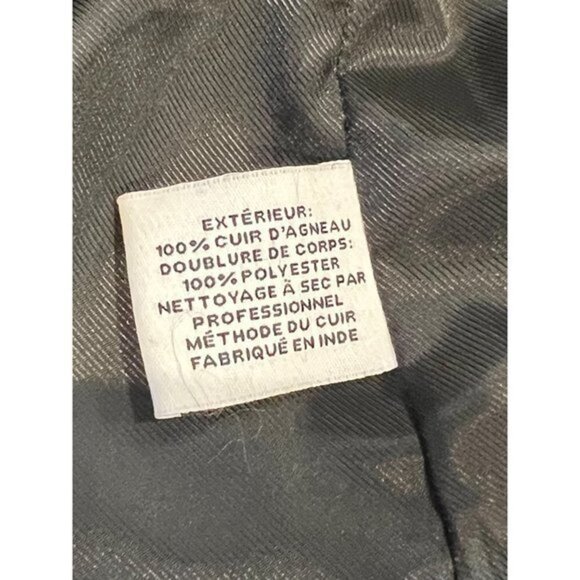 EXTÉRIEUR:
100% CUIR D'AGNEAU
DOUBLURE DE CORPS:
100% POLYESTER
NETTOYAGE À SEC PAR
PROFESSIONNEL
MÉTHODE DU CUIR
FABRIQUÉ EN INDE